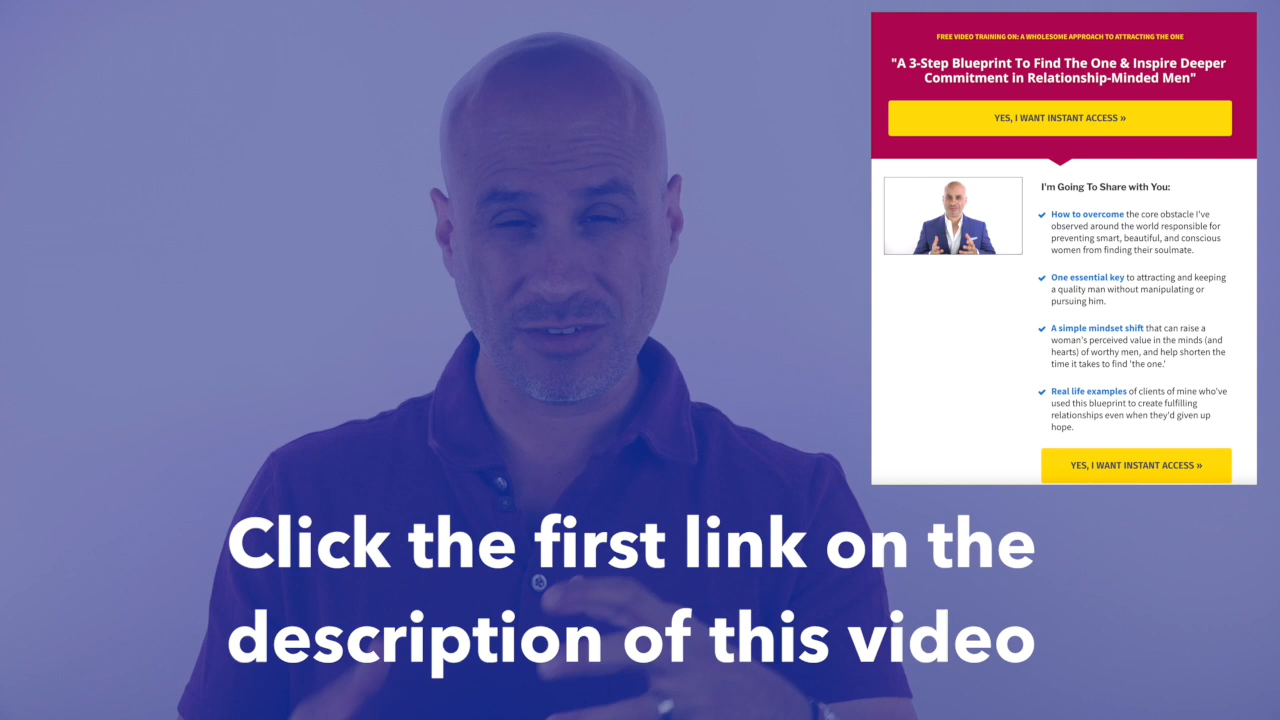 FREE VIDEO TRAINING ON: A WHOLESOME APPROACH TO ATTRACTING THE ONE
"A 3-Step Blueprint To Find The One & Inspire Deeper
Commitment in Relationship-Minded Men"
YES, I WANT INSTANT ACCESS »
I'm Going To Share with You:
How to overcome the core obstacle I've
observed around the world responsible for
preventing smart, beautiful, and conscious
women from finding their soulmate.
One essential key to attracting and keeping
a quality man without manipulating or
pursuing him.
A simple mindset shift that can raise a
woman's perceived value in the minds (and
hearts) of worthy men, and help shorten the
time it takes to find 'the one.'
Real life examples of clients of mine who've
used this blueprint to create fulfilling
relationships even when they'd given up
hope.
YES, I WANT INSTANT ACCESS »
Click the first link on the
description of this video